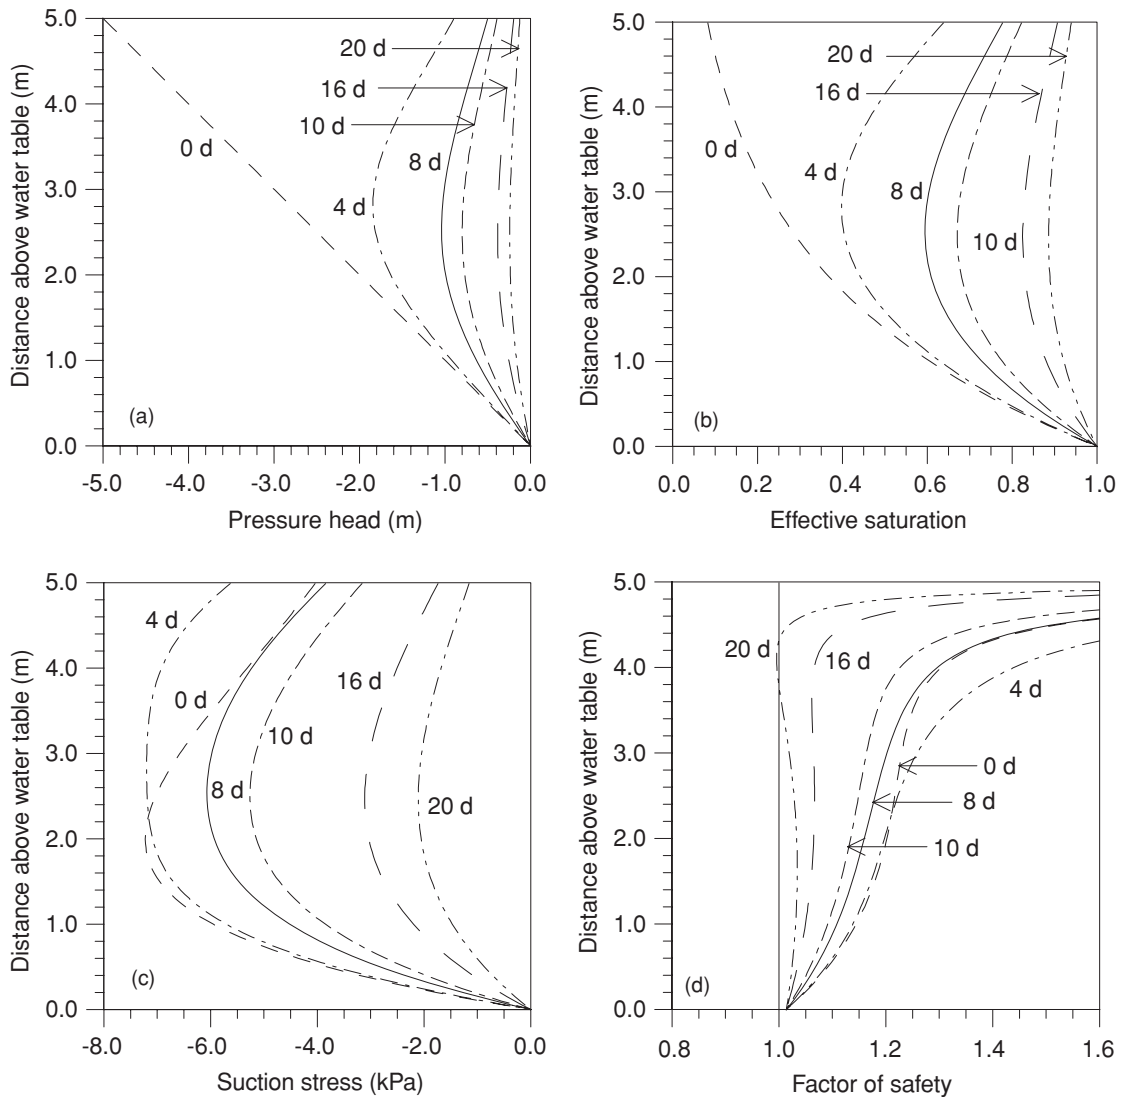 5.0
4.0
3.0
2.0
1.0
0.0
Distance above water table (m)
20 d
16 d
10 d
0 d
8 d
4 d
(a)
-5.0 -4.0 -3.0 -2.0 -1.0 0.0
Pressure head (m)
5.0
4.0
3.0
2.0
1.0
0.0
Distance above water table (m)
20 d
16 d
0 d
4 d
8 d
10 d
(b)
0.0 0.2 0.4 0.6 0.8 1.0
Effective saturation
5.0
4.0
3.0
2.0
1.0
0.0
Distance above water table (m)
4 d
0 d
16 d
10 d
8 d
20 d
(c)
-8.0 -6.0 -4.0 -2.0 0.0
Suction stress (kPa)
5.0
4.0
3.0
2.0
1.0
0.0
Distance above water table (m)
20 d
16 d
4 d
0 d
8 d
10 d
(d)
0.8 1.0 1.2 1.4 1.6
Factor of safety